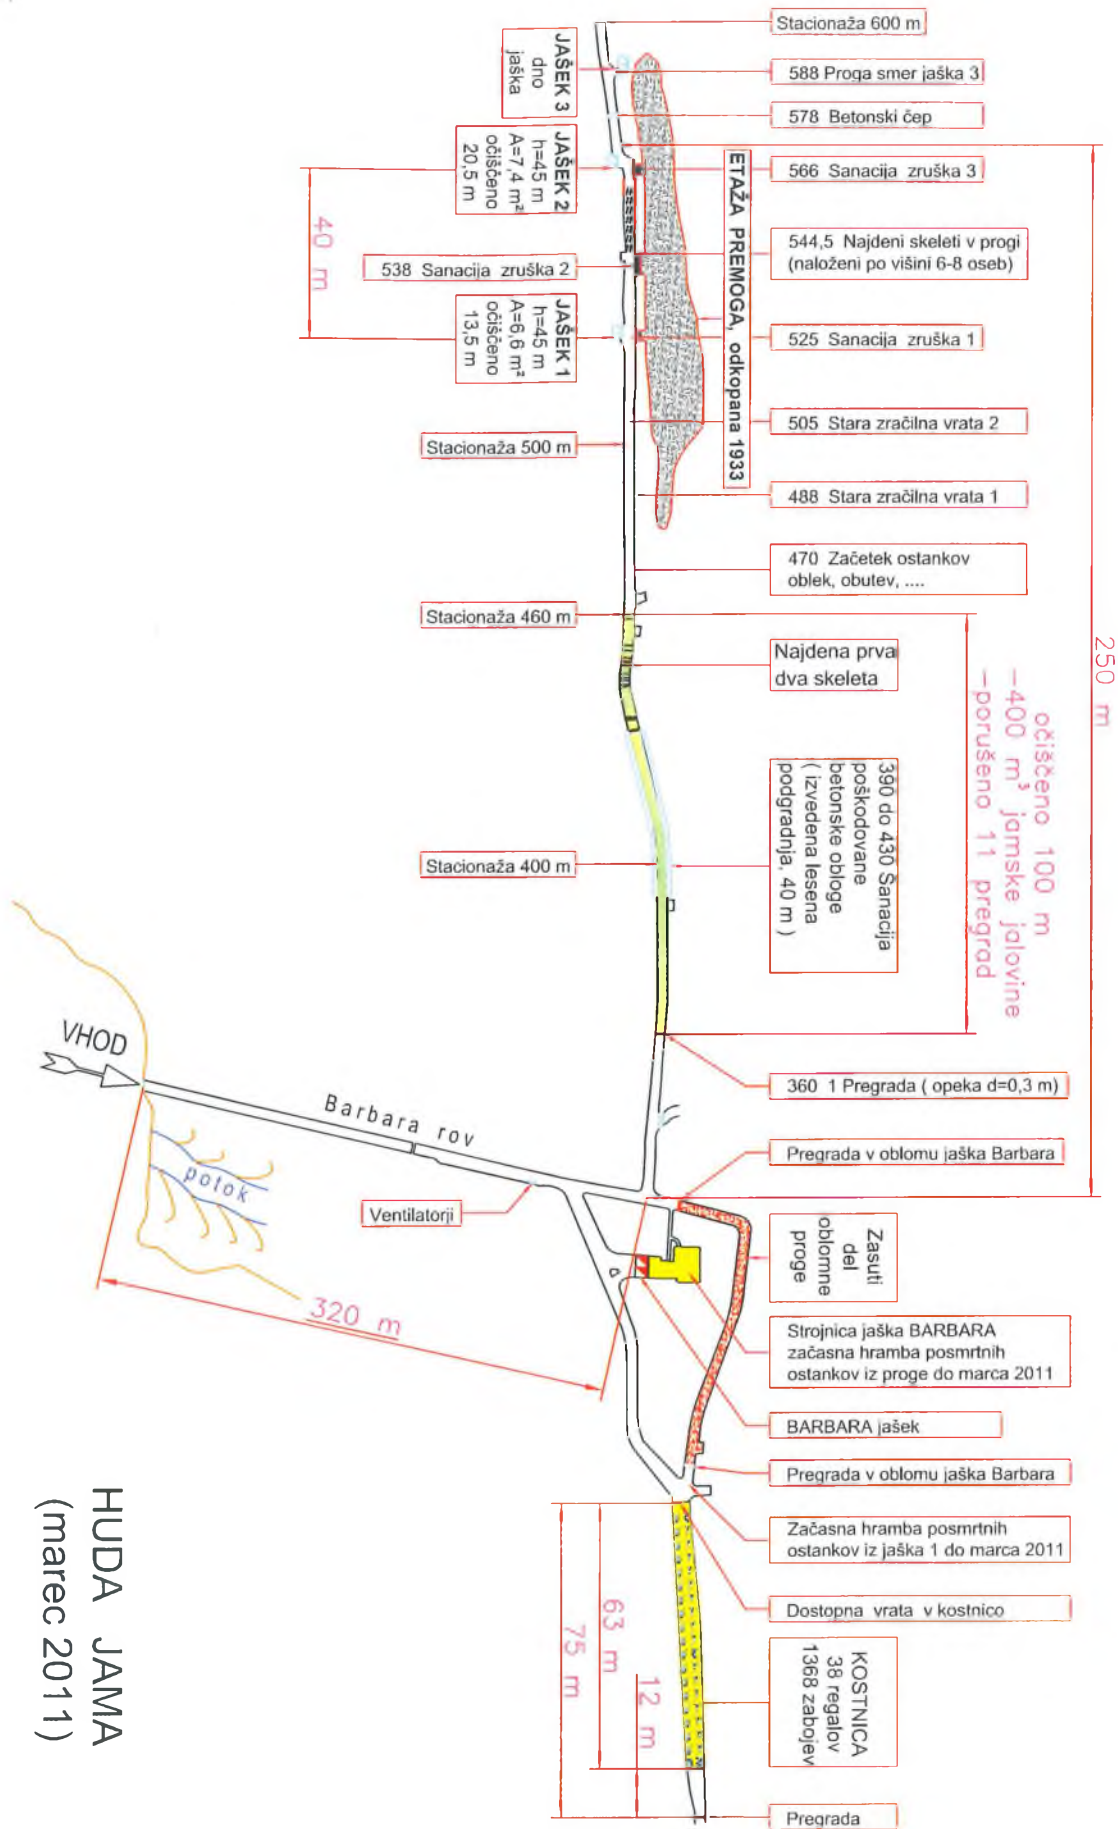 Stacionaža 600 m
588 Proga smer jaška 3
578 Betonski čep
566 Sanacija zruška 3
544,5 Najdeni skeleti v progi
(naloženi po višini 6-8 oseb)
525 Sanacija zruška 1
505 Stara zračilna vrata 2
488 Stara zračilna vrata 1
470 Začetek ostankov
oblek, obutev, ....
Najdena prva
dva skeleta
390 do 430 Sanacija
poškodovane
betonske obloge
( izvedena lesena
podgradnja, 40 m )
360 1 Pregrada ( opeka d=0,3 m)
Pregrada v oblomu jaška Barbara
Zasuti
del
oblomne
proge
Strojnica jaška BARBARA
začasna hramba posmrtnih
ostankov iz proge do marca 2011
BARBARA jašek
Pregrada v oblomu jaška Barbara
Začasna hramba posmrtnih
ostankov iz jaška 1 do marca 2011
Dostopna vrata v kostnico
KOSTNICA
38 regalov
1368 zabojev
Pregrada
JAŠEK 3
dno
jaška
JAŠEK 2
h=45 m
A=7,4 m²
očiščeno
20,5 m
40 m
538 Sanacija zruška 2
JAŠEK 1
h=45 m
A=6,6 m²
očiščeno
13,5 m
ETAŽA PREMOGA, odkopana 1933
Stacionaža 500 m
Stacionaža 460 m
Stacionaža 400 m
250 m
očiščeno 100 m
-400 m³ jamske jalovine
-porušeno 11 pregrad
VHOD
Barbara rov
potok
Ventilatorji
320 m
63 m
12 m
75 m
HUDA JAMA
(marec 2011)